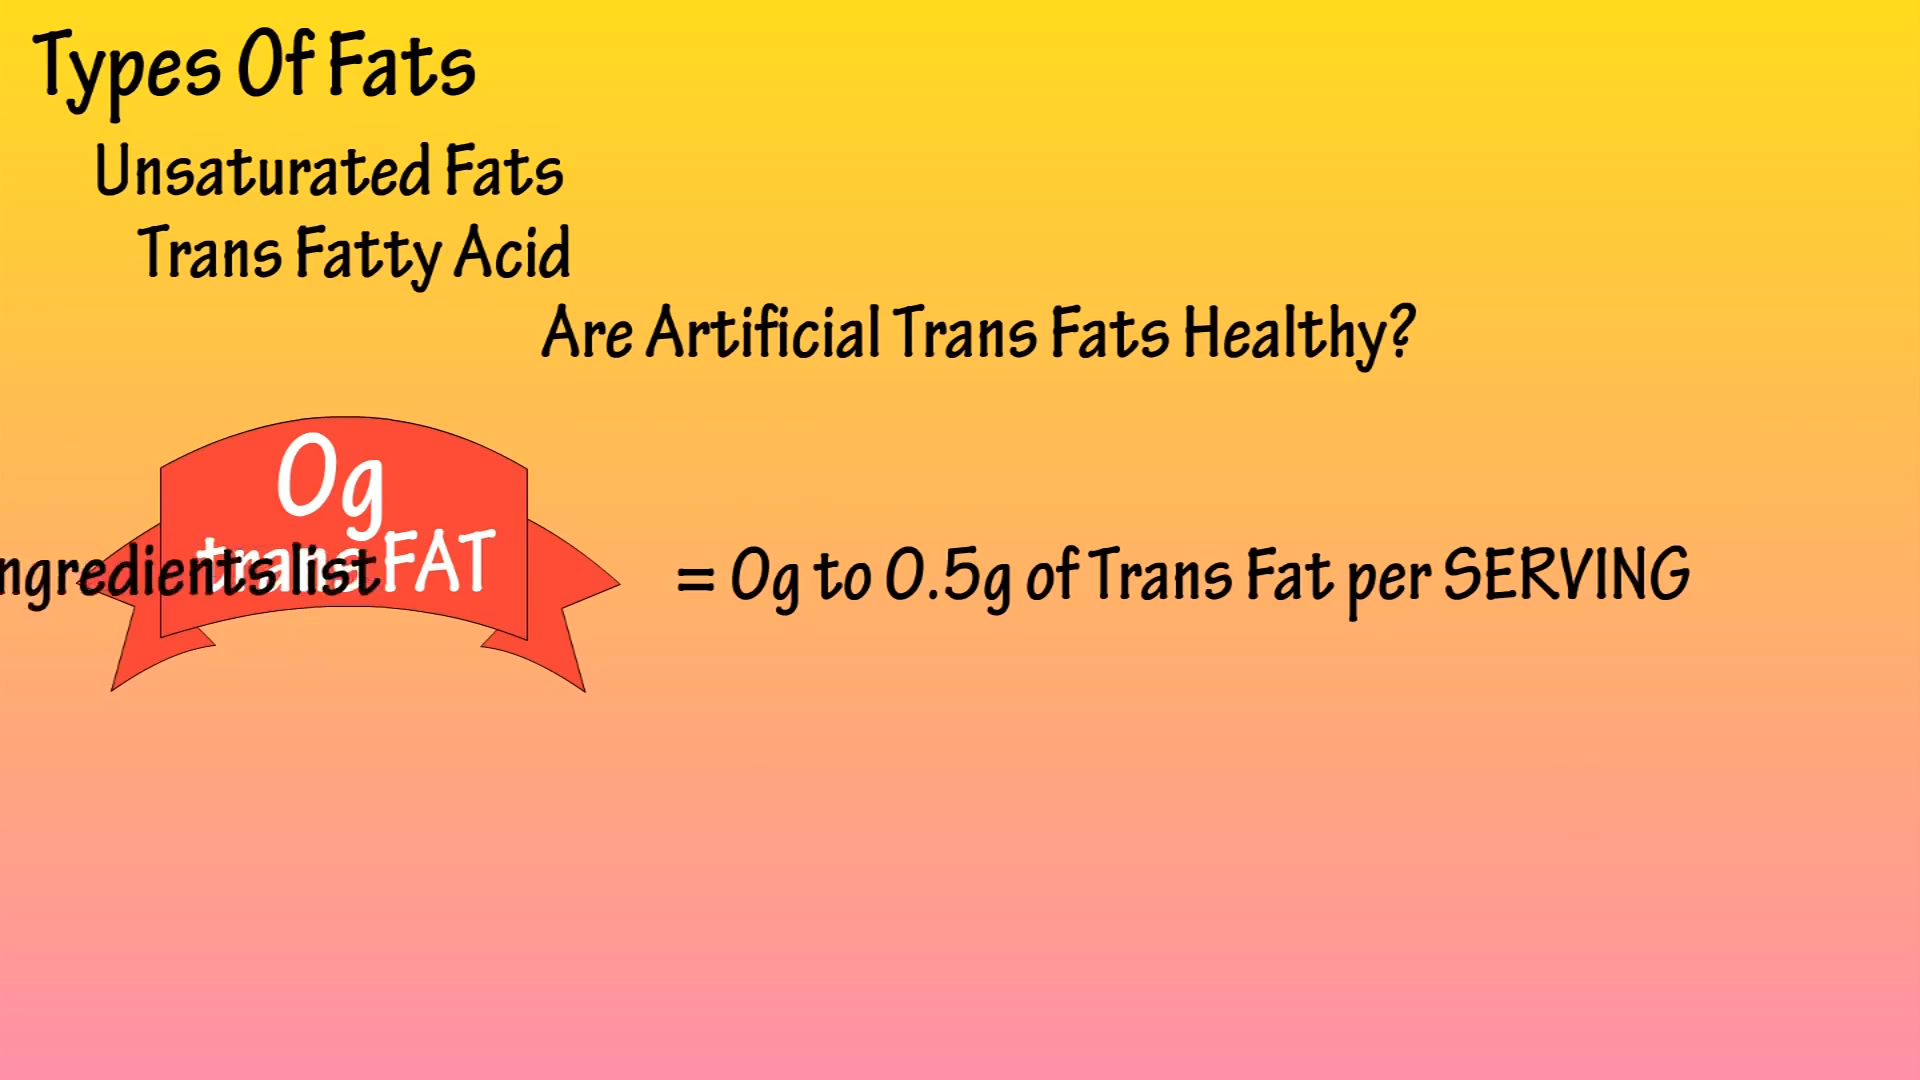 Types Of Fats
Unsaturated Fats
Trans Fatty Acid
Are Artificial Trans Fats Healthy?
0g
trans FAT
ngredients list
= 0g to 0.5g of Trans Fat per SERVING